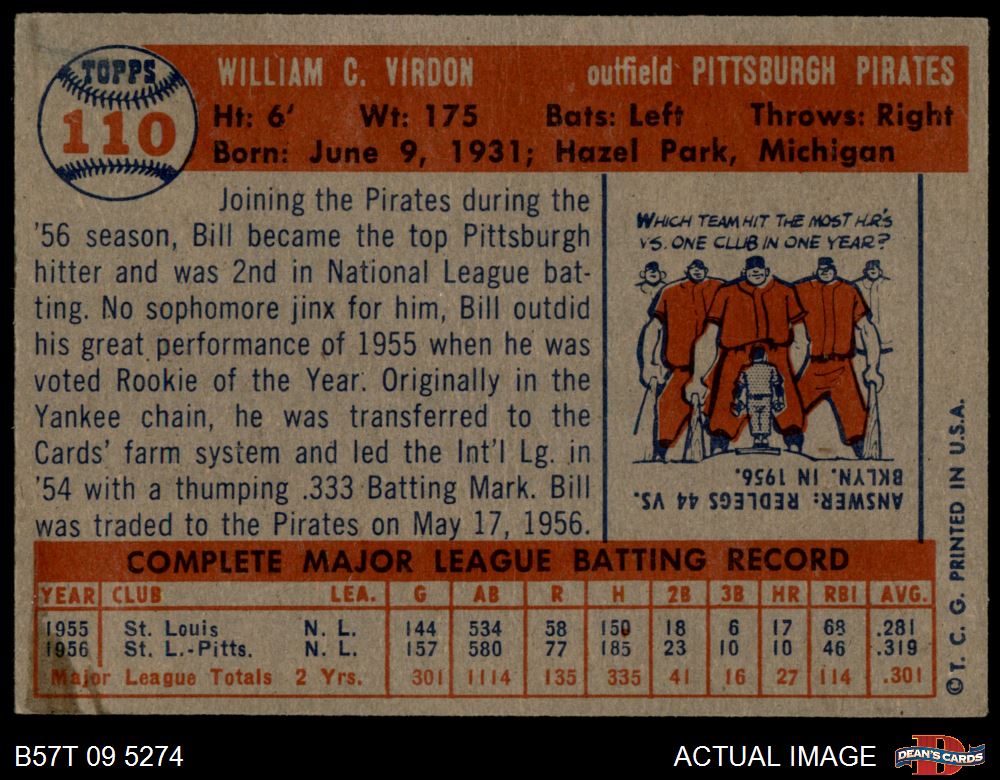 TOPPS
110
WILLIAM C. VIRDON outfield PITTSBURGH PIRATES
Ht: 6' Wt: 175 Bats: Left Throws: Right
Born: June 9, 1931; Hazel Park, Michigan
Joining the Pirates during the
'56 season, Bill became the top Pittsburgh
hitter and was 2nd in National League bat-
ting. No sophomore jinx for him, Bill outdid
his great performance of 1955 when he was
voted Rookie of the Year. Originally in the
Yankee chain, he was transferred to the
Cards' farm system and led the Int'l Lg. in
'54 with a thumping .333 Batting Mark. Bill
was traded to the Pirates on May 17, 1956.
WHICH TEAM HIT THE MOST H.R'S
VS. ONE CLUB IN ONE YEAR?
ANSWER: REDLEGS 44 VS.
BKLYN. IN 1956.
COMPLETE MAJOR LEAGUE BATTING RECORD
YEAR CLUB LEA. G AB R H 2B 3B HR RBI AVG.
1955 St. Louis N. L. 144 534 58 150 18 6 17 68 .281
1956 St. L.-Pitts. N. L. 157 580 77 185 23 10 10 46 .319
Major League Totals 2 Yrs. 301 1114 135 335 41 16 27 114 .301
© T. C. G. PRINTED IN U.S.A.
B57T 09 5274 ACTUAL IMAGE DEAN'S CARDS